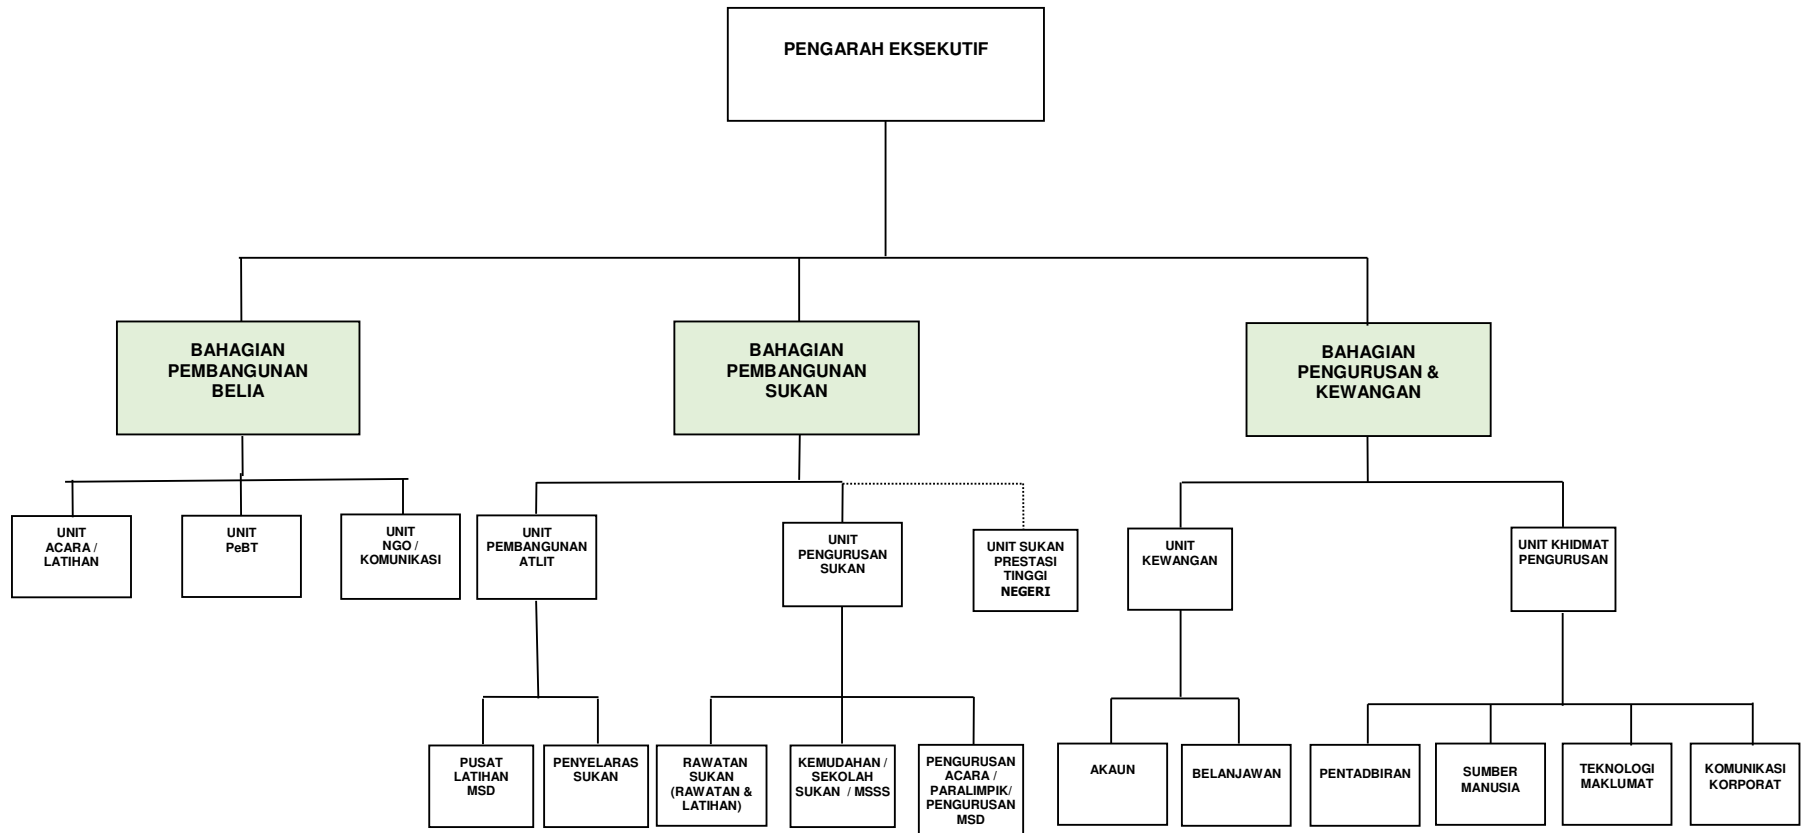 PENGARAH EKSEKUTIF
BAHAGIAN
PEMBANGUNAN
BELIA
BAHAGIAN
PEMBANGUNAN
SUKAN
BAHAGIAN
PENGURUSAN &
KEWANGAN
UNIT
ACARA /
LATIHAN
UNIT
PeBT
UNIT
NGO /
KOMUNIKASI
UNIT
PEMBANGUNAN
ATLIT
UNIT
PENGURUSAN
SUKAN
UNIT SUKAN
PRESTASI
TINGGI
NEGERI
UNIT
KEWANGAN
UNIT KHIDMAT
PENGURUSAN
PUSAT
LATIHAN
MSD
PENYELARAS
SUKAN
RAWATAN
SUKAN
(RAWATAN &
LATIHAN)
KEMUDAHAN /
SEKOLAH
SUKAN / MSSS
PENGURUSAN
ACARA /
PARALIMPIK/
PENGURUSAN
MSD
AKAUN
BELANJAWAN
PENTADBIRAN
SUMBER
MANUSIA
TEKNOLOGI
MAKLUMAT
KOMUNIKASI
KORPORAT